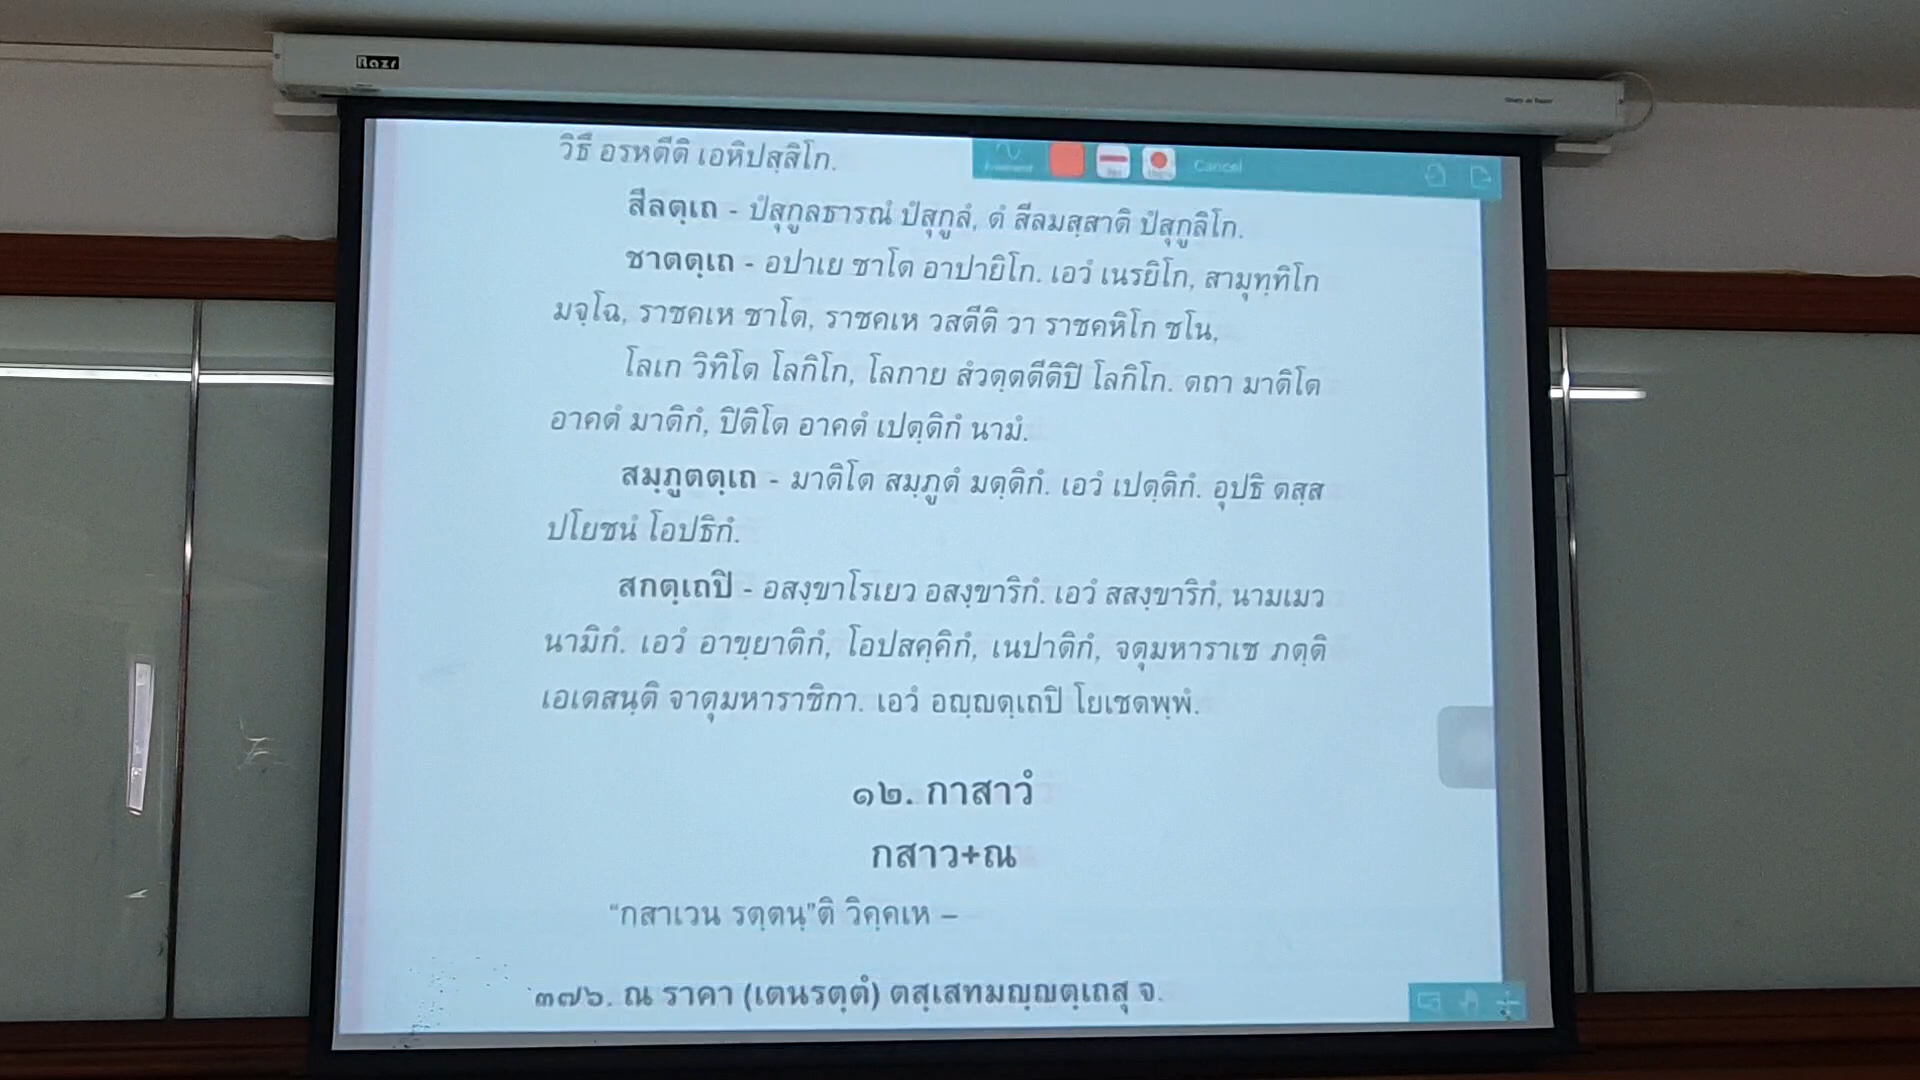 Razr
วิธึ อรหตีติ เอหิปสฺสิโก.
Cancel
สีลตฺเถ - ปํสุกูลธารณํ ปํสุกูลํ, ตํ สีลมสฺสาติ ปํสุกูลิโก.
ชาตตฺเถ - อปาเย ชาโต อาปายิโก. เอวํ เนรยิโก, สามุทฺทิโก
มจฺโฉ, ราชคเห ชาโต, ราชคเห วสตีติ วา ราชคหิโก ชโน,
โลเก วิทิโต โลกิโก, โลกาย สํวตฺตตีติปิ โลกิโก. ตถา มาติโต
อาคตํ มาติกํ, ปิติโต อาคตํ เปตฺติกํ นามํ.
สมฺภูตตฺเถ - มาติโต สมฺภูตํ มตฺติกํ. เอวํ เปตฺติกํ. อุปธิ ตสฺส
ปโยชนํ โอปธิกํ.
สกตฺเถปิ - อสงฺขาโรเยว อสงฺขาริกํ. เอวํ สสงฺขาริกํ, นามเมว
นามิกํ. เอวํ อาขฺยาติกํ, โอปสคฺคิกํ, เนปาติกํ, จตุมหาราเช ภตฺติ
เอเตสนฺติ จาตุมหาราชิกา. เอวํ อญฺญตฺเถปิ โยเชตพฺพํ.
๑๒. กาสาวํ
กสาว+ณ
“กสาเวน รตฺตนฺ”ติ วิคฺคเห –
๓๗๖. ณ ราคา (เตนรตฺตํ) ตสฺเสทมญฺญตฺเถสุ จ.